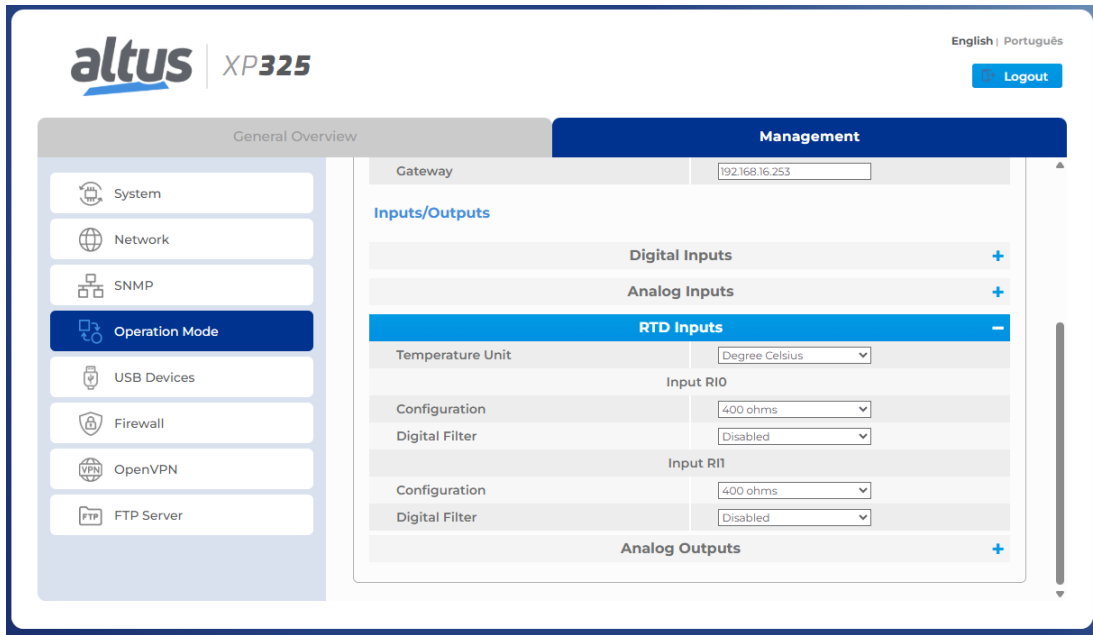 altus XP325
English | Português
Logout
General Overview
Management
System
Network
SNMP
Operation Mode
USB Devices
Firewall
VPN
OpenVPN
FTP
FTP Server
Gateway 192.168.16.253
Inputs/Outputs
Digital Inputs +
Analog Inputs +
RTD Inputs −
Temperature Unit Degree Celsius
Input RI0
Configuration 400 ohms
Digital Filter Disabled
Input RI1
Configuration 400 ohms
Digital Filter Disabled
Analog Outputs +